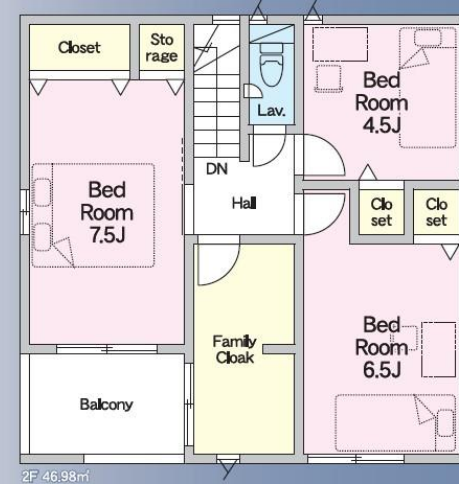 Closet
Sto
rage
Lav.
Bed
Room
4.5J
DN
Hall
Bed
Room
7.5J
Clo
set
Clo
set
Family
Cloak
Bed
Room
6.5J
Balcony
2F 46.98㎡